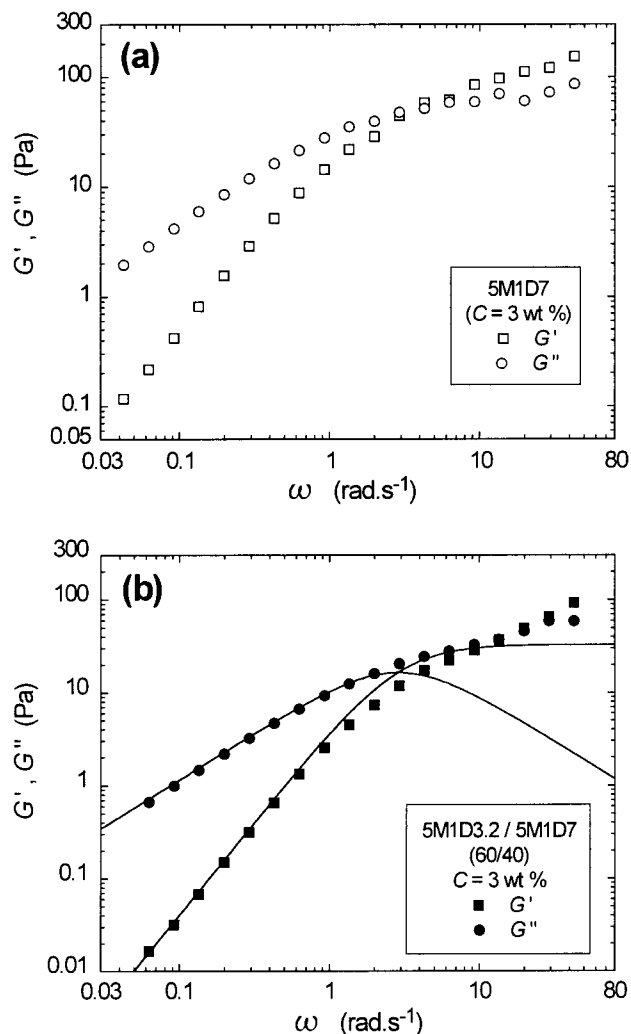 300
(a)
100
10
1
0.1
0.05
G', G" (Pa)
5M1D7
(C = 3 wt %)
G'
G"
0.03
0.1
1
10
80
ω (rad.s⁻¹)
300
(b)
100
10
1
0.1
0.01
G', G" (Pa)
5M1D3.2 / 5M1D7
(60/40)
C = 3 wt %
G'
G"
0.03
0.1
1
10
80
ω (rad.s⁻¹)